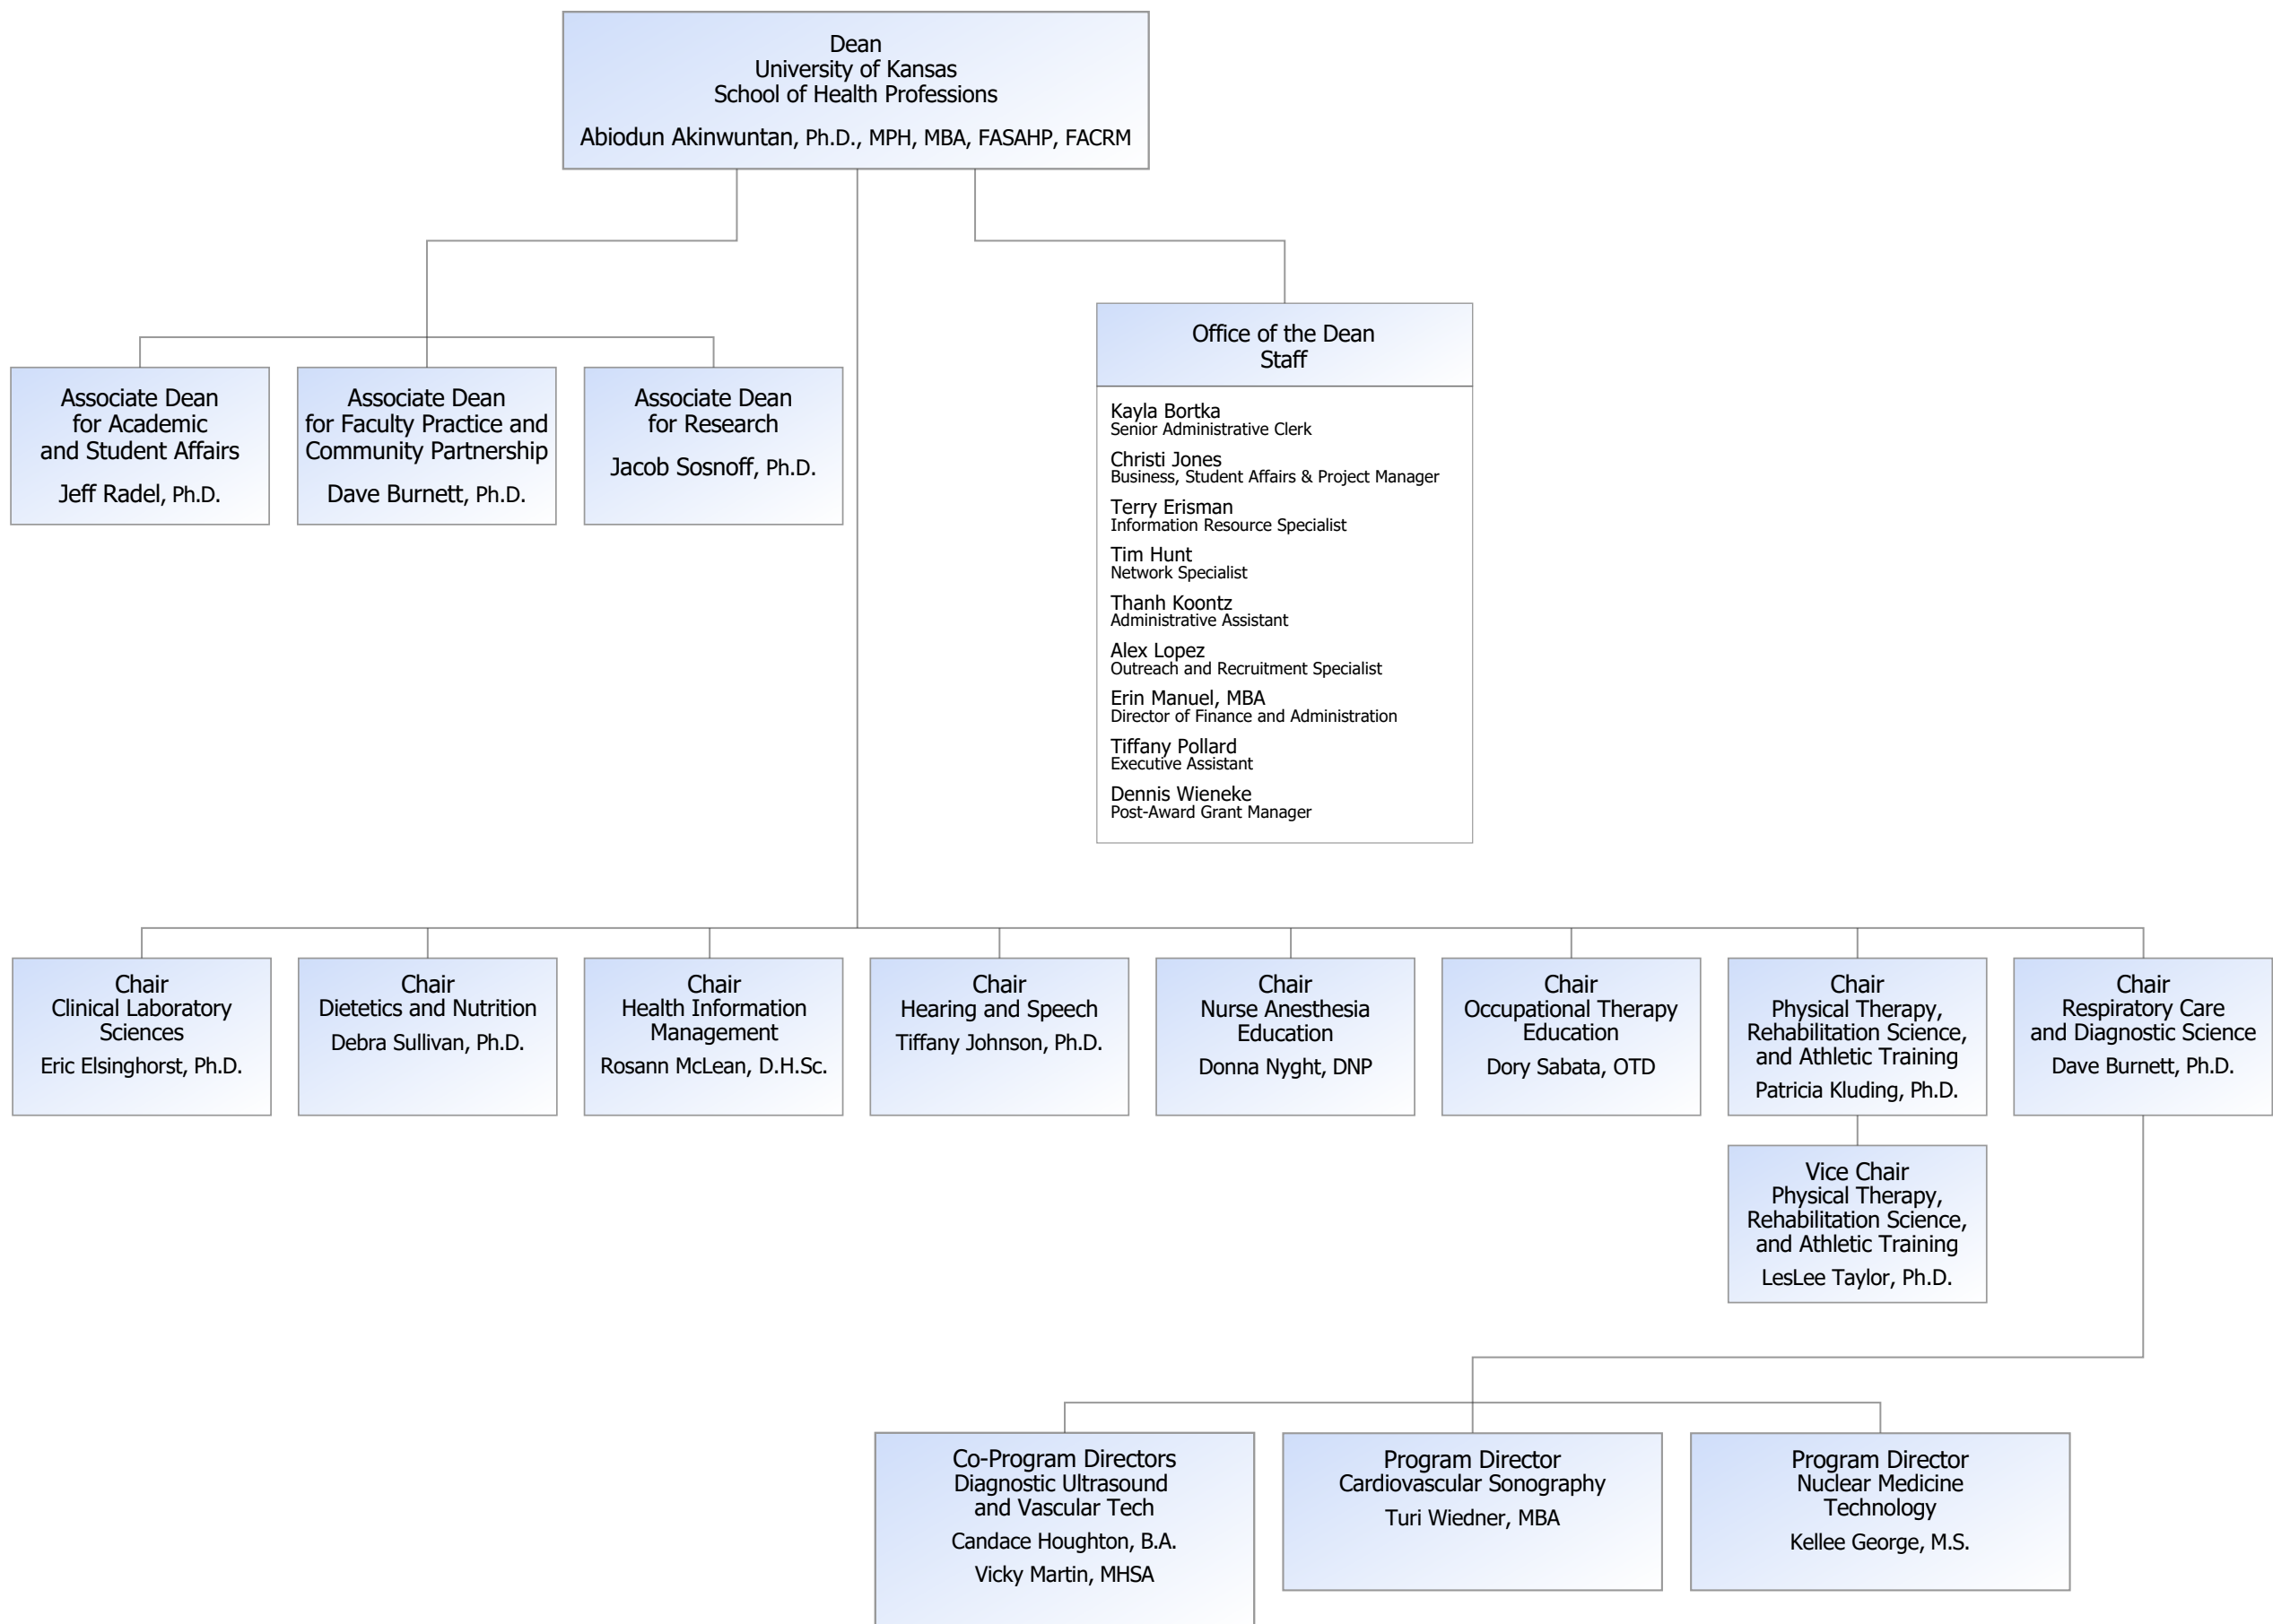 Dean
University of Kansas
School of Health Professions
Abiodun Akinwuntan, Ph.D., MPH, MBA, FASAHP, FACRM
Associate Dean
for Academic
and Student Affairs
Jeff Radel, Ph.D.
Associate Dean
for Faculty Practice and
Community Partnership
Dave Burnett, Ph.D.
Associate Dean
for Research
Jacob Sosnoff, Ph.D.
Office of the Dean
Staff
Kayla Bortka
Senior Administrative Clerk
Christi Jones
Business, Student Affairs & Project Manager
Terry Erisman
Information Resource Specialist
Tim Hunt
Network Specialist
Thanh Koontz
Administrative Assistant
Alex Lopez
Outreach and Recruitment Specialist
Erin Manuel, MBA
Director of Finance and Administration
Tiffany Pollard
Executive Assistant
Dennis Wieneke
Post-Award Grant Manager
Chair
Clinical Laboratory
Sciences
Eric Elsinghorst, Ph.D.
Chair
Dietetics and Nutrition
Debra Sullivan, Ph.D.
Chair
Health Information
Management
Rosann McLean, D.H.Sc.
Chair
Hearing and Speech
Tiffany Johnson, Ph.D.
Chair
Nurse Anesthesia
Education
Donna Nyght, DNP
Chair
Occupational Therapy
Education
Dory Sabata, OTD
Chair
Physical Therapy,
Rehabilitation Science,
and Athletic Training
Patricia Kluding, Ph.D.
Chair
Respiratory Care
and Diagnostic Science
Dave Burnett, Ph.D.
Vice Chair
Physical Therapy,
Rehabilitation Science,
and Athletic Training
LesLee Taylor, Ph.D.
Co-Program Directors
Diagnostic Ultrasound
and Vascular Tech
Candace Houghton, B.A.
Vicky Martin, MHSA
Program Director
Cardiovascular Sonography
Turi Wiedner, MBA
Program Director
Nuclear Medicine
Technology
Kellee George, M.S.